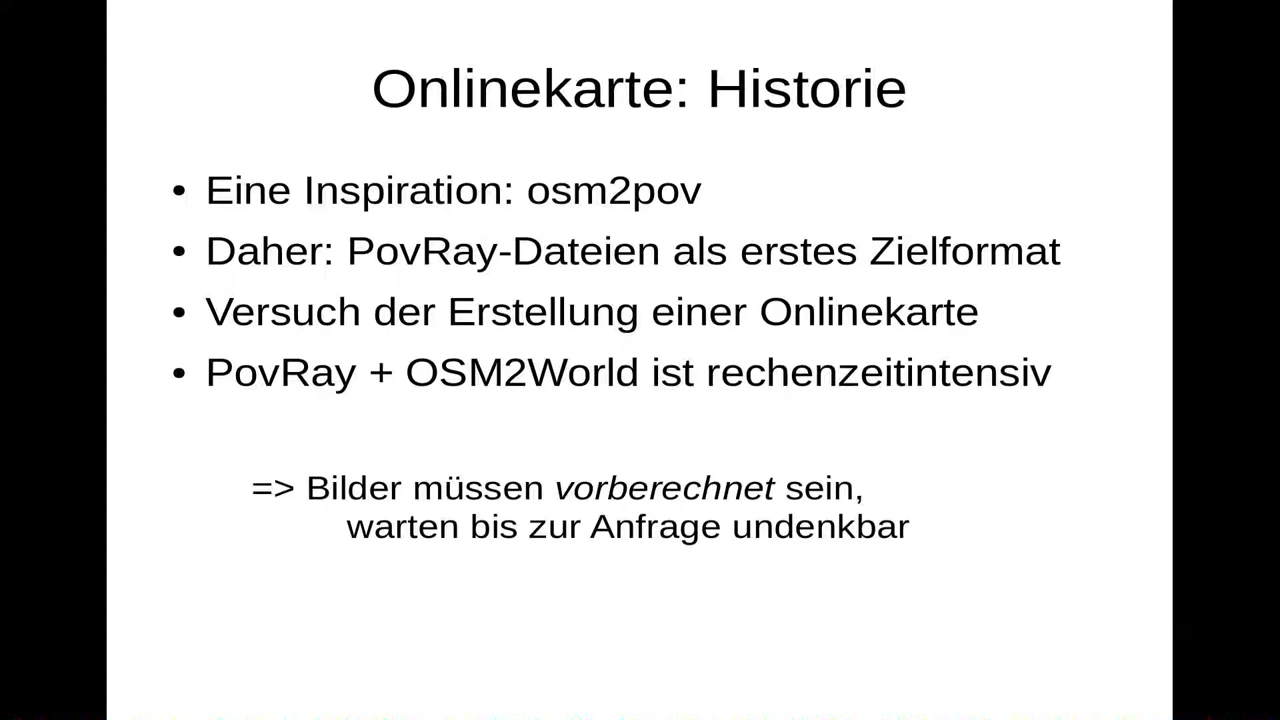 Onlinekarte: Historie
• Eine Inspiration: osm2pov
• Daher: PovRay-Dateien als erstes Zielformat
• Versuch der Erstellung einer Onlinekarte
• PovRay + OSM2World ist rechenzeitintensiv
=> Bilder müssen vorberechnet sein,
warten bis zur Anfrage undenkbar